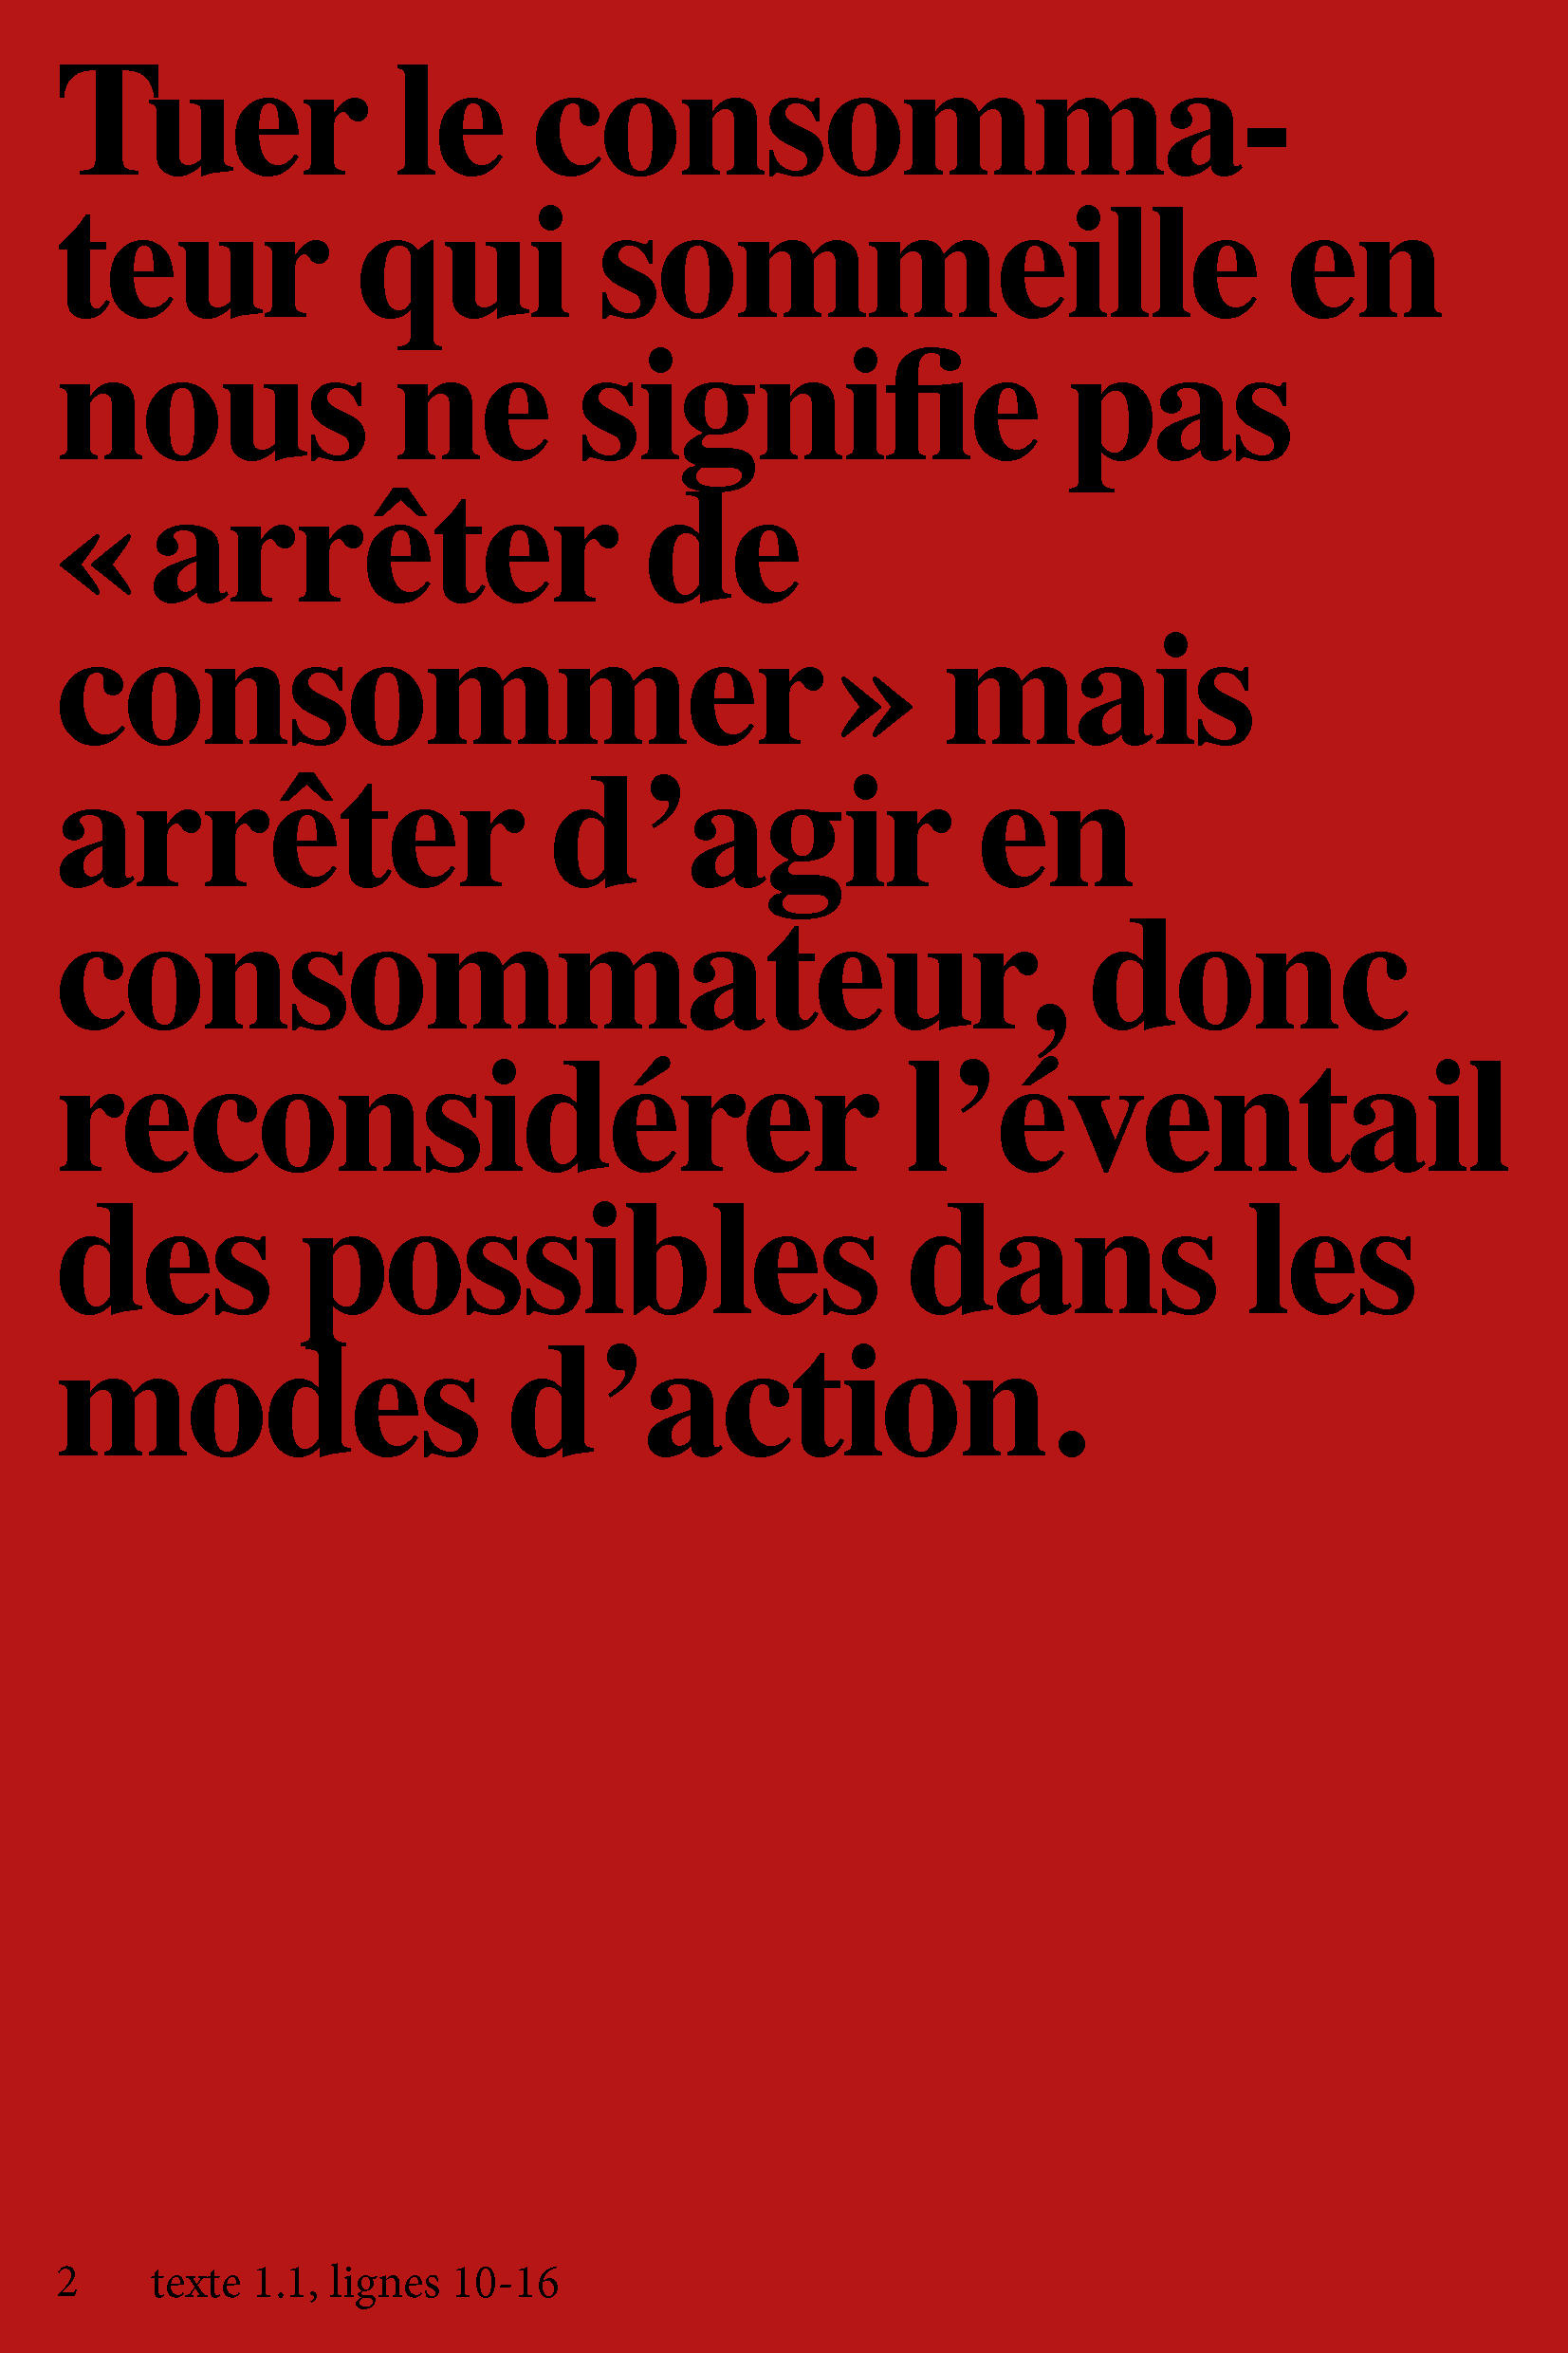 Tuer le consomma-
teur qui sommeille en
nous ne signifie pas
« arrêter de
consommer » mais
arrêter d’agir en
consommateur, donc
reconsidérer l’éventail
des possibles dans les
modes d’action.
2 texte 1.1, lignes 10-16